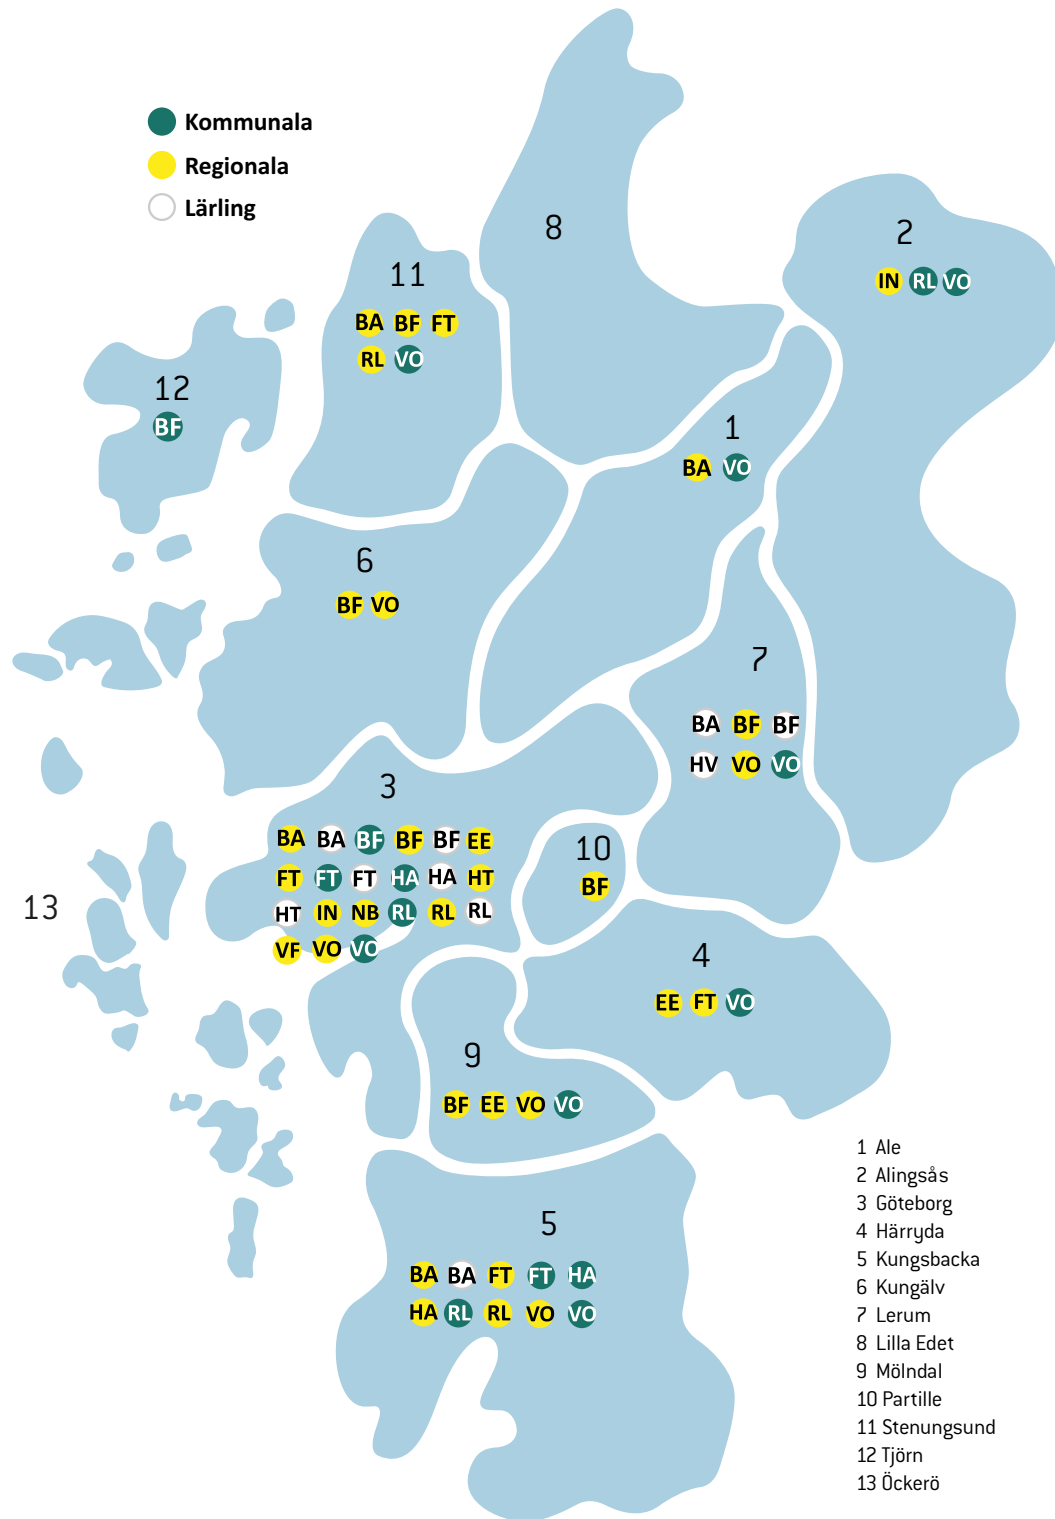 Kommunala
Regionala
Lärling
8
2
IN RL VO
11
BA BF FT
RL VO
12
BF
1
BA VO
6
BF VO
7
BA BF BF
HV VO VO
3
BA BA BF BF BF EE
FT FT FT HA HA HT
HT IN NB RL RL RL
VF VO VO
10
BF
13
4
EE FT VO
9
BF EE VO VO
5
BA BA FT FT HA
HA RL RL VO VO
1 Ale
2 Alingsås
3 Göteborg
4 Härryda
5 Kungsbacka
6 Kungälv
7 Lerum
8 Lilla Edet
9 Mölndal
10 Partille
11 Stenungsund
12 Tjörn
13 Öckerö